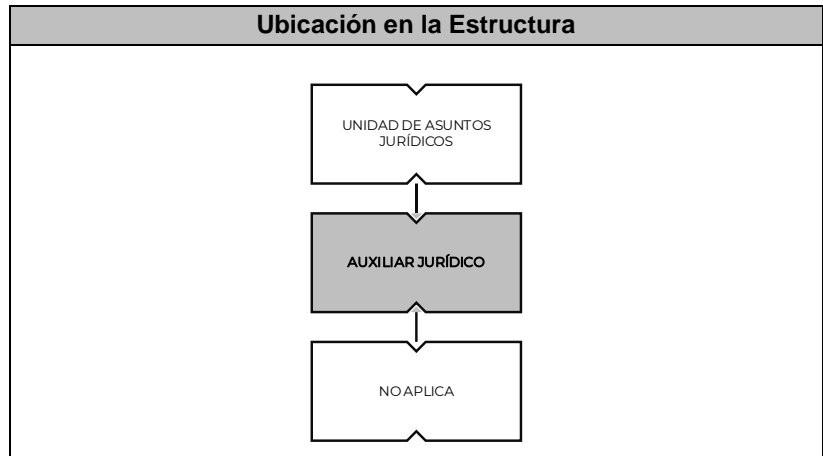 Ubicación en la Estructura
UNIDAD DE ASUNTOS
JURÍDICOS
AUXILIAR JURÍDICO
NO APLICA